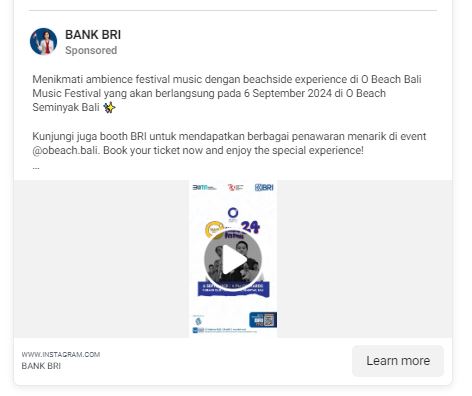 BANK BRI
Sponsored
Menikmati ambience festival music dengan beachside experience di O Beach Bali
Music Festival yang akan berlangsung pada 6 September 2024 di O Beach
Seminyak Bali ✨
Kunjungi juga booth BRI untuk mendapatkan berbagai penawaran menarik di event
@obeach.bali. Book your ticket now and enjoy the special experience!
...
BRI
24
WWW.INSTAGRAM.COM
BANK BRI
Learn more